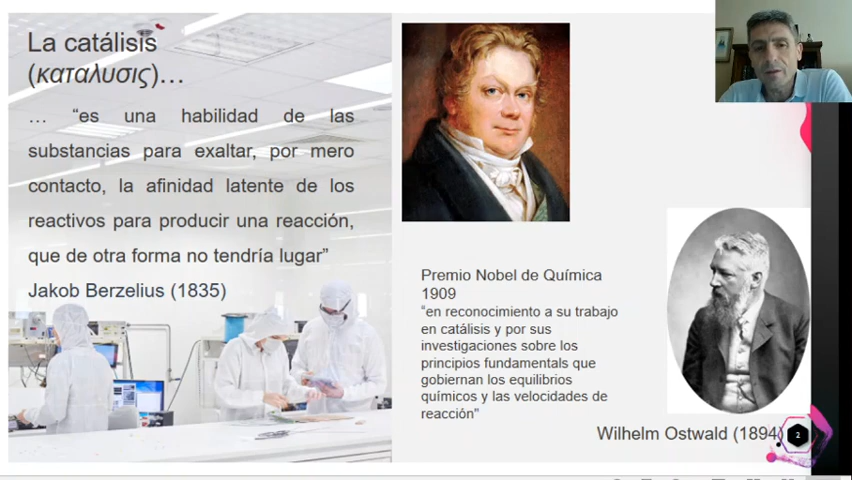 La catálisis
(καταλυσις)…
… “es una habilidad de las
substancias para exaltar, por mero
contacto, la afinidad latente de los
reactivos para producir una reacción,
que de otra forma no tendría lugar”
Jakob Berzelius (1835)
Premio Nobel de Química
1909
“en reconocimiento a su trabajo
en catálisis y por sus
investigaciones sobre los
principios fundamentals que
gobiernan los equilibrios
químicos y las velocidades de
reacción”
Wilhelm Ostwald (1894)
2